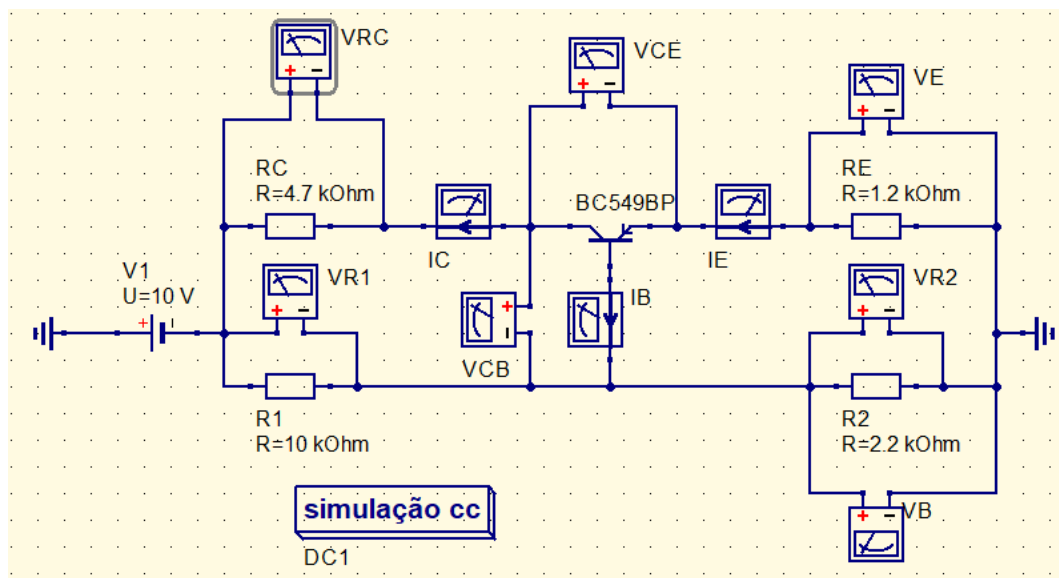 VRC
VCE
VE
RC
R=4.7 kOhm
BC549BP
RE
R=1.2 kOhm
IC
IE
V1
U=10 V
VR1
IB
VR2
VCB
R1
R=10 kOhm
R2
R=2.2 kOhm
VB
simulação cc
DC1